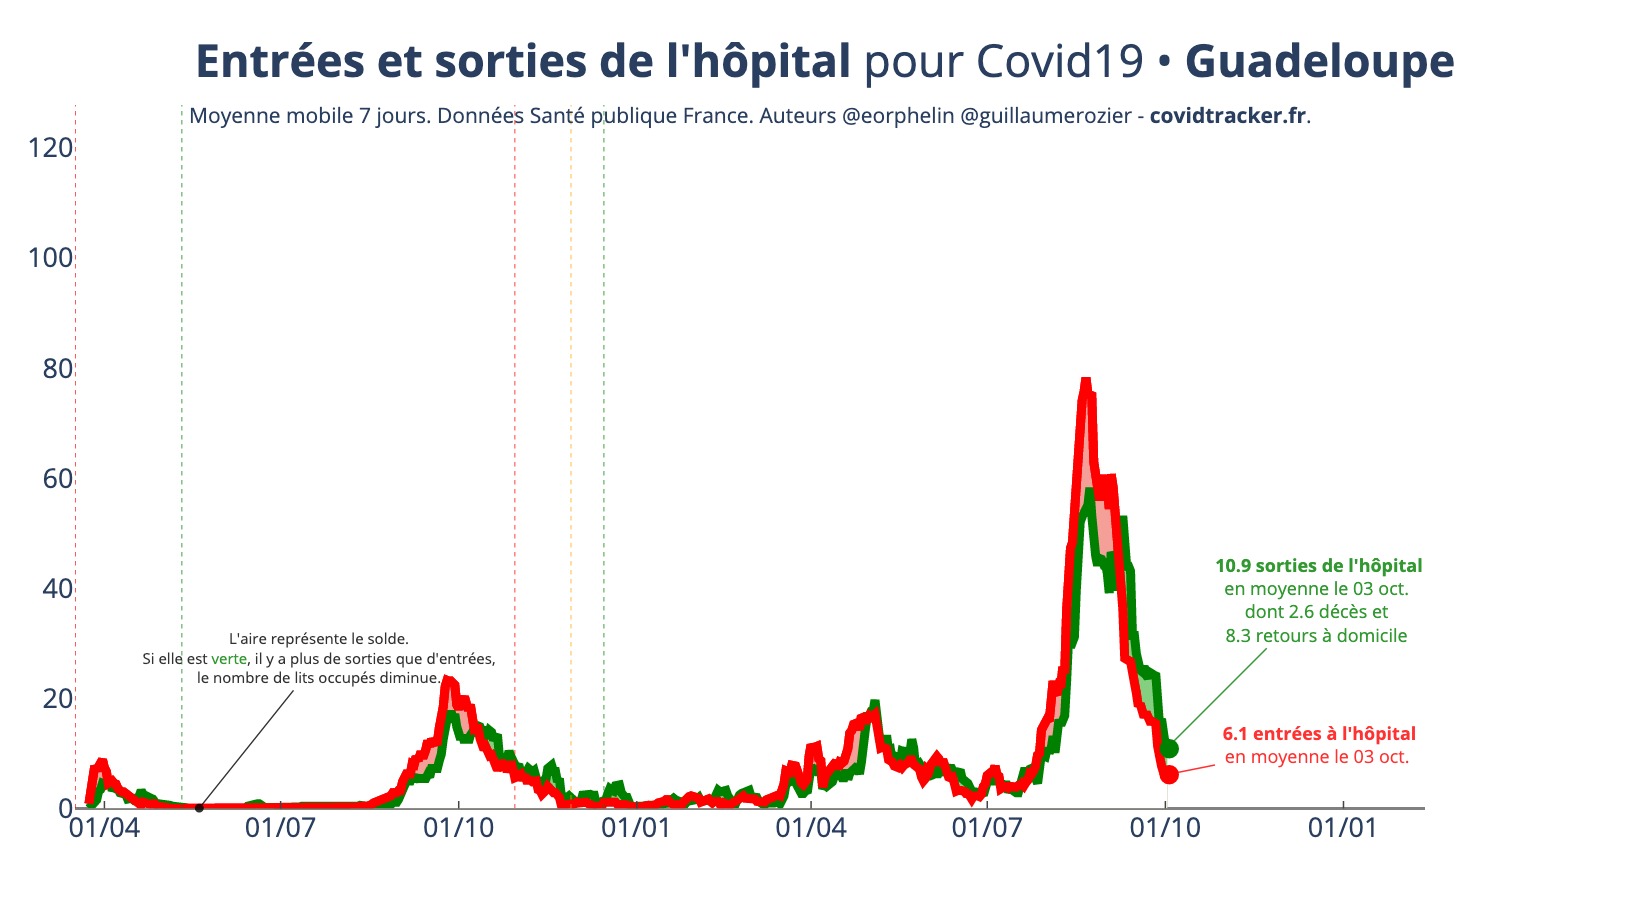 Entrées et sorties de l'hôpital pour Covid19 • Guadeloupe
Moyenne mobile 7 jours. Données Santé publique France. Auteurs @eorphelin @guillaumerozier - covidtracker.fr.
120
100
80
60
40
20
0
L'aire représente le solde.
Si elle est verte, il y a plus de sorties que d'entrées,
le nombre de lits occupés diminue.
10.9 sorties de l'hôpital
en moyenne le 03 oct.
dont 2.6 décès et
8.3 retours à domicile
6.1 entrées à l'hôpital
en moyenne le 03 oct.
01/04 01/07 01/10 01/01 01/04 01/07 01/10 01/01